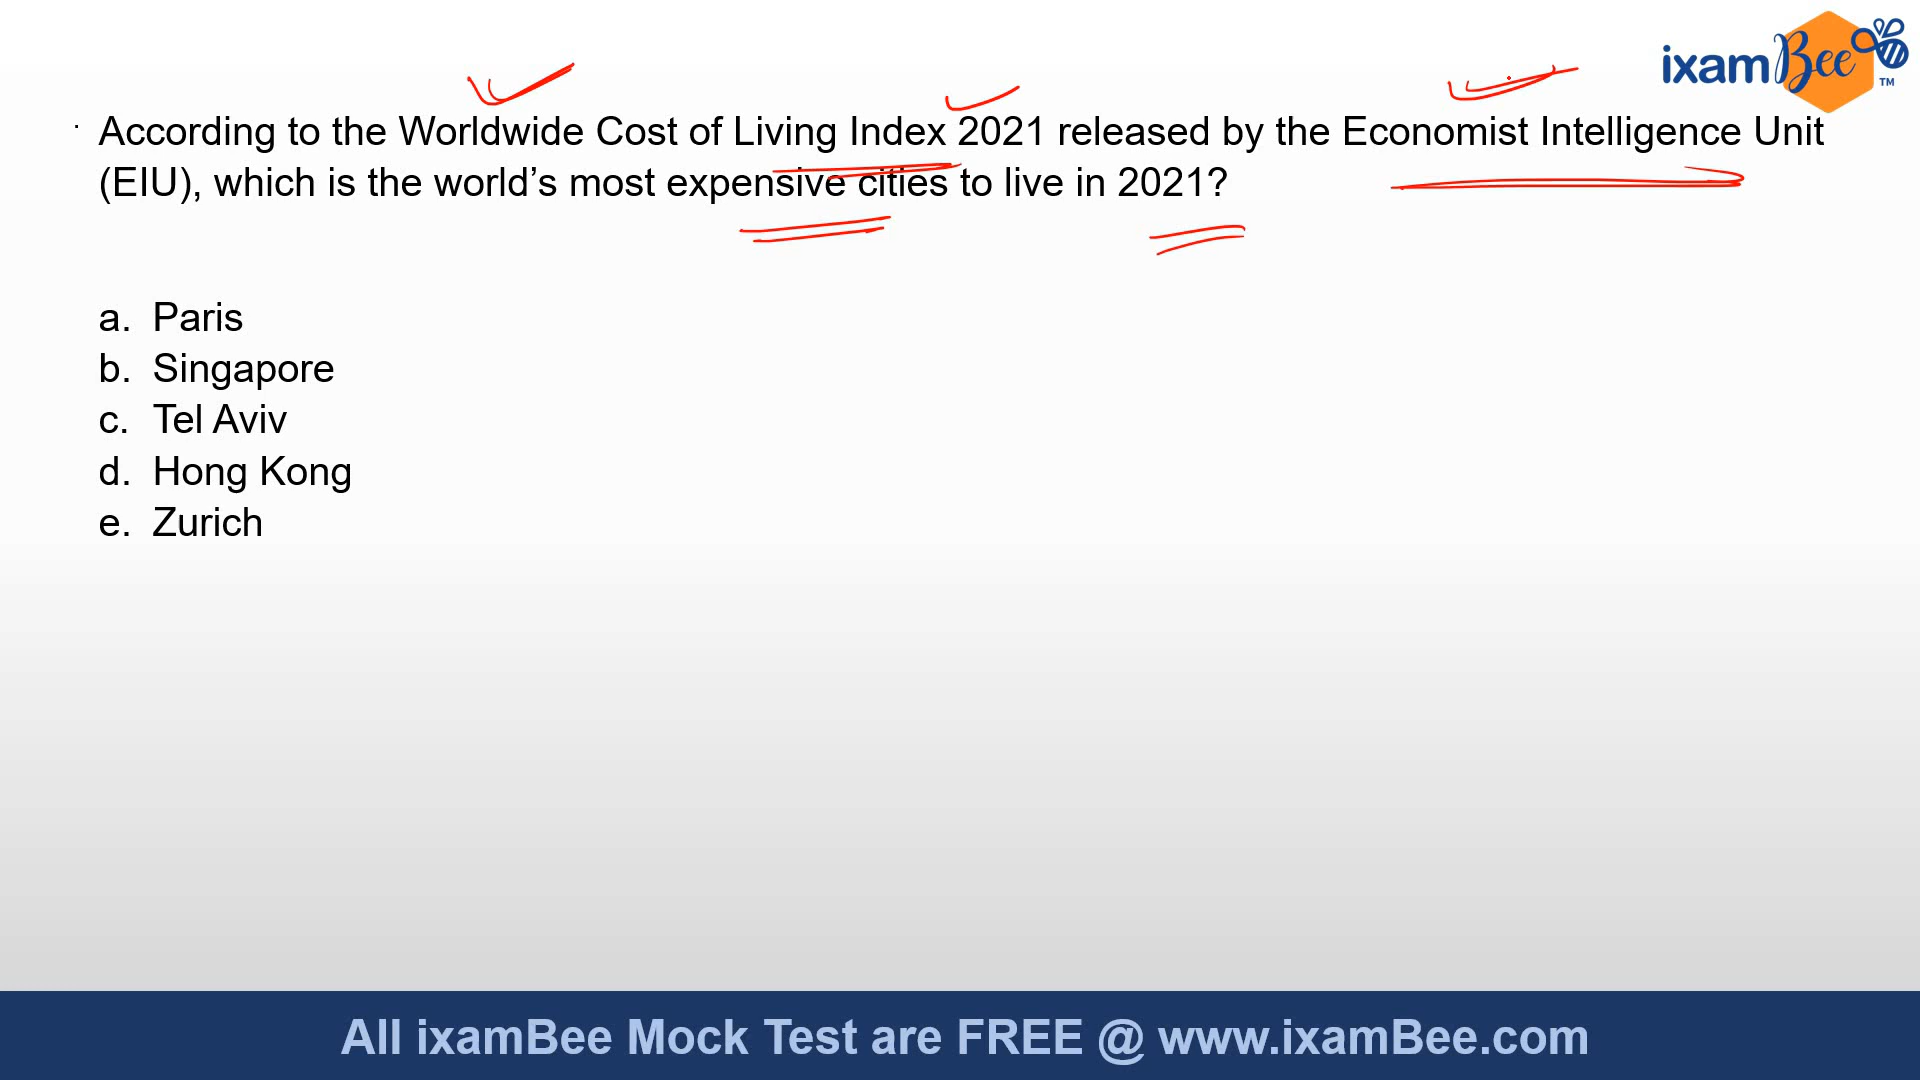 ixamBee™
According to the Worldwide Cost of Living Index 2021 released by the Economist Intelligence Unit
(EIU), which is the world’s most expensive cities to live in 2021?
a. Paris
b. Singapore
c. Tel Aviv
d. Hong Kong
e. Zurich
All ixamBee Mock Test are FREE @ www.ixamBee.com